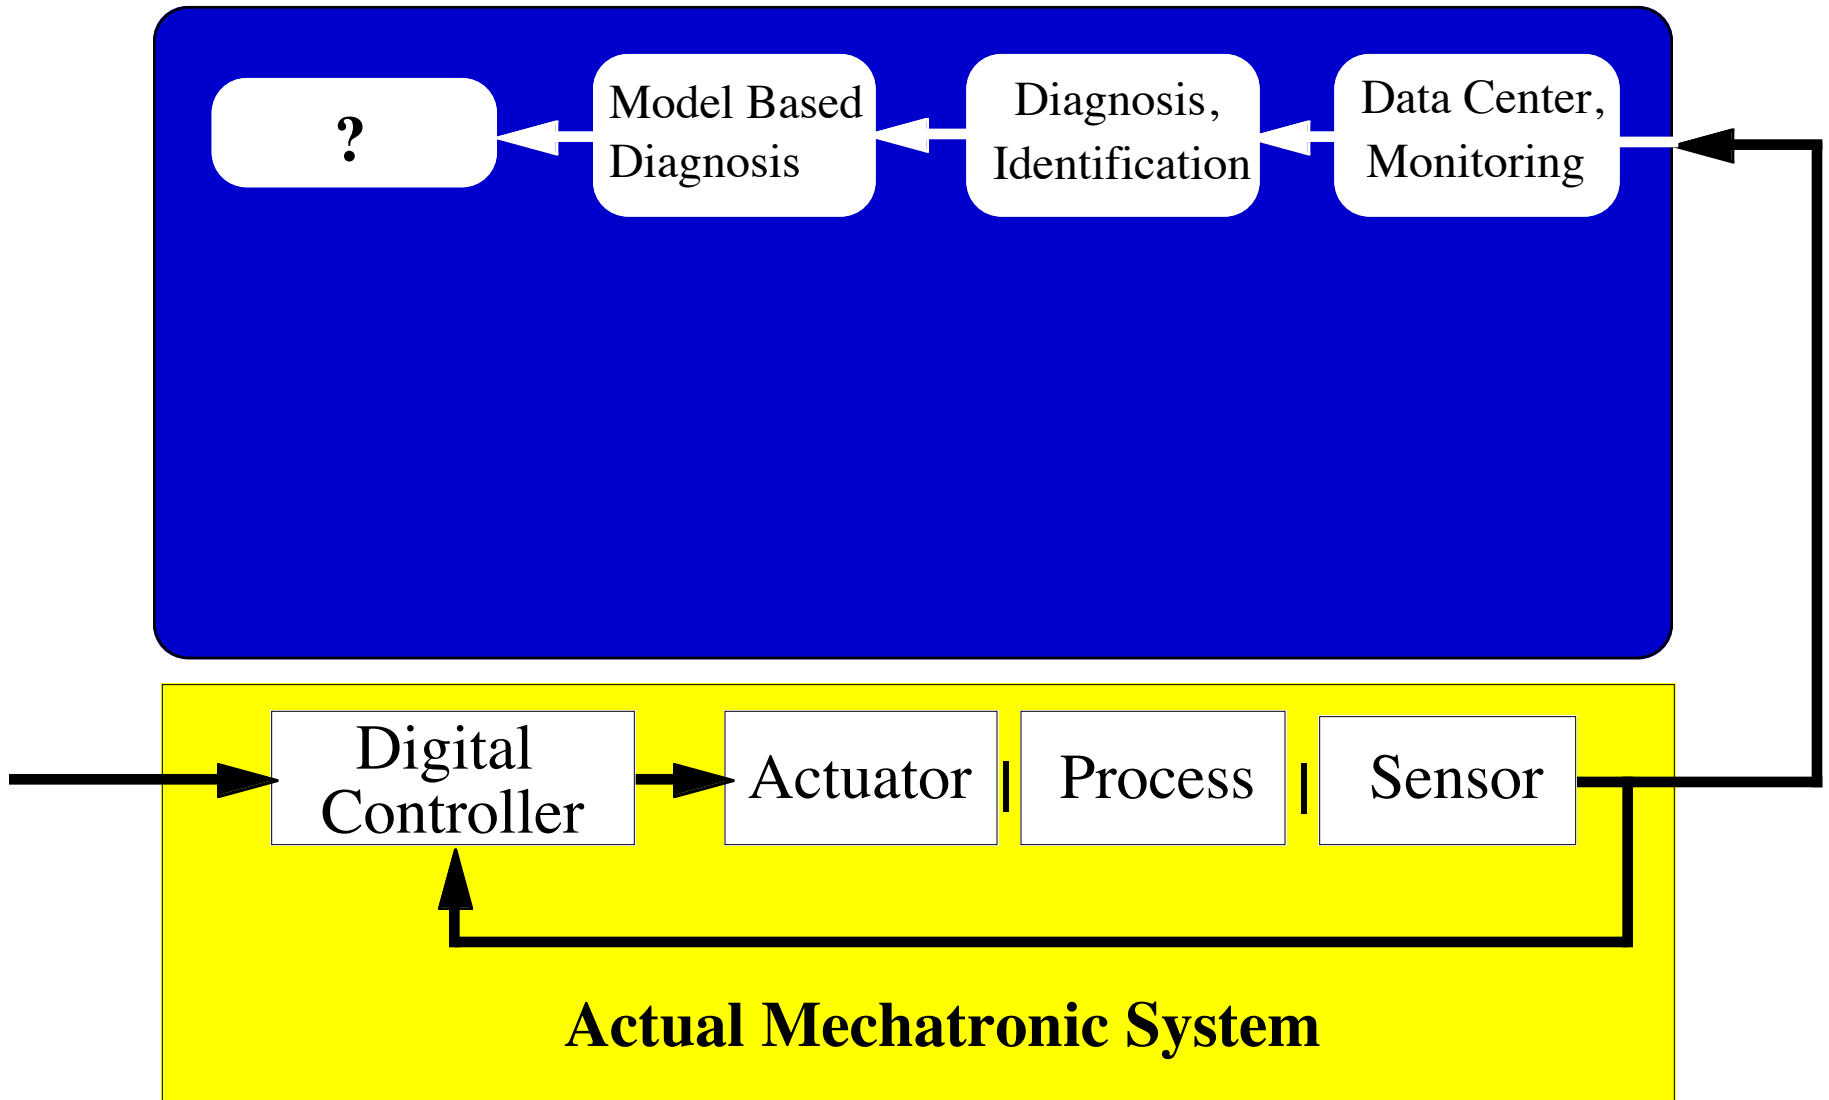 ?
Model Based
Diagnosis
Diagnosis,
Identification
Data Center,
Monitoring
Digital
Controller
Actuator
Process
Sensor
Actual Mechatronic System